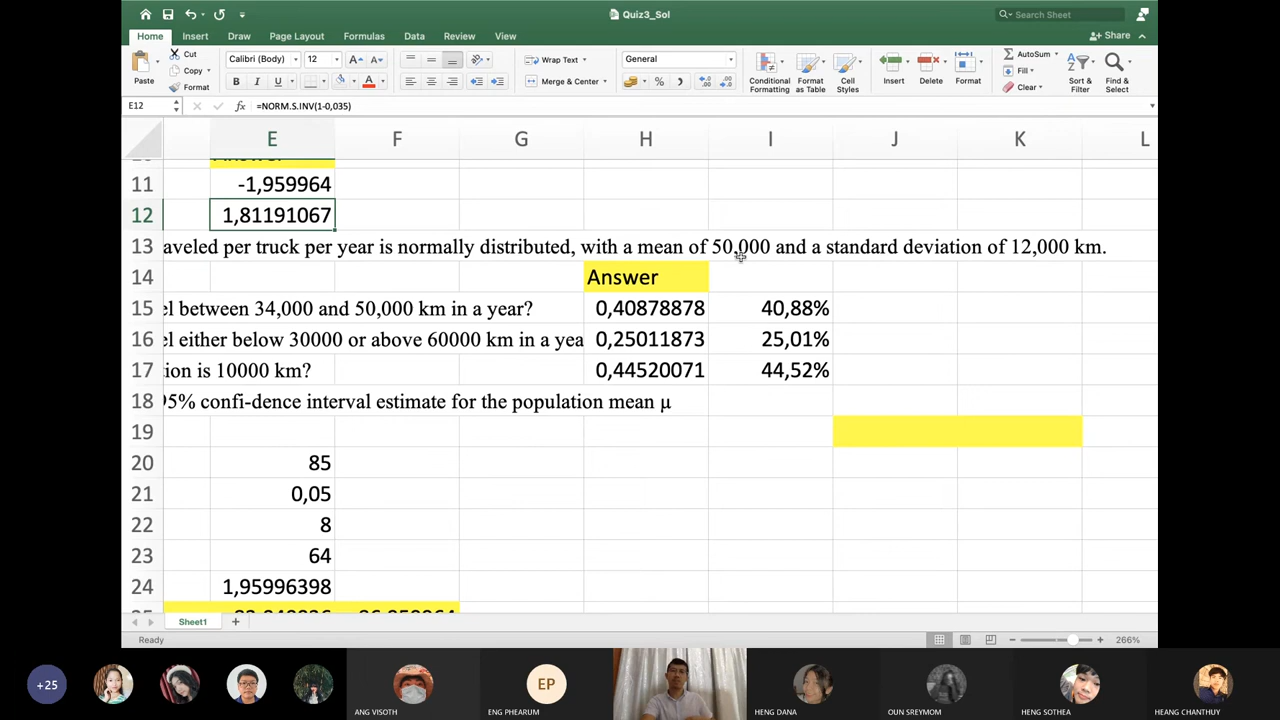 Quiz3_Sol
Search Sheet
Home Insert Draw Page Layout Formulas Data Review View
Share
Paste
Cut
Copy
Format
Calibri (Body) 12
B I U
Wrap Text
Merge & Center
General
Conditional Formatting
Format as Table
Cell Styles
Insert
Delete
Format
AutoSum
Fill
Clear
Sort & Filter
Find & Select
E12 fx =NORM.S.INV(1-0,035)
E F G H I J K L
11 -1,959964
12 1,81191067
13 aveled per truck per year is normally distributed, with a mean of 50,000 and a standard deviation of 12,000 km.
14 Answer
15 el between 34,000 and 50,000 km in a year? 0,40878878 40,88%
16 el either below 30000 or above 60000 km in a yea 0,25011873 25,01%
17 tion is 10000 km? 0,44520071 44,52%
18 95% confi-dence interval estimate for the population mean μ
19
20 85
21 0,05
22 8
23 64
24 1,95996398
Sheet1
Ready
266%
+25
EP
ANG VISOTH
ENG PHEARUM
HENG DANA
OUN SREYMOM
HENG SOTHEA
HEANG CHANTHUY